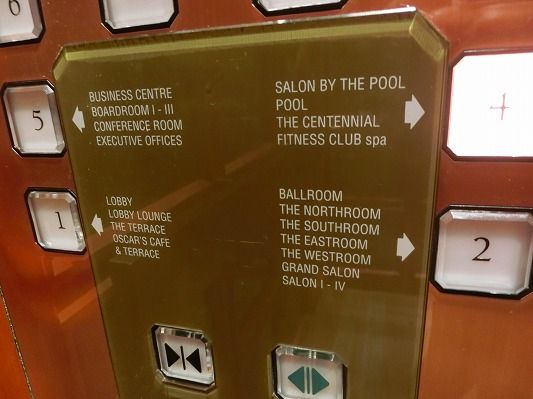 6
5
BUSINESS CENTRE
BOARDROOM I - III
CONFERENCE ROOM
EXECUTIVE OFFICES
SALON BY THE POOL
POOL
THE CENTENNIAL
FITNESS CLUB spa
4
1
LOBBY
LOBBY LOUNGE
THE TERRACE
OSCAR'S CAFE
& TERRACE
BALLROOM
THE NORTHROOM
THE SOUTHROOM
THE EASTROOM
THE WESTROOM
GRAND SALON
SALON I - IV
2